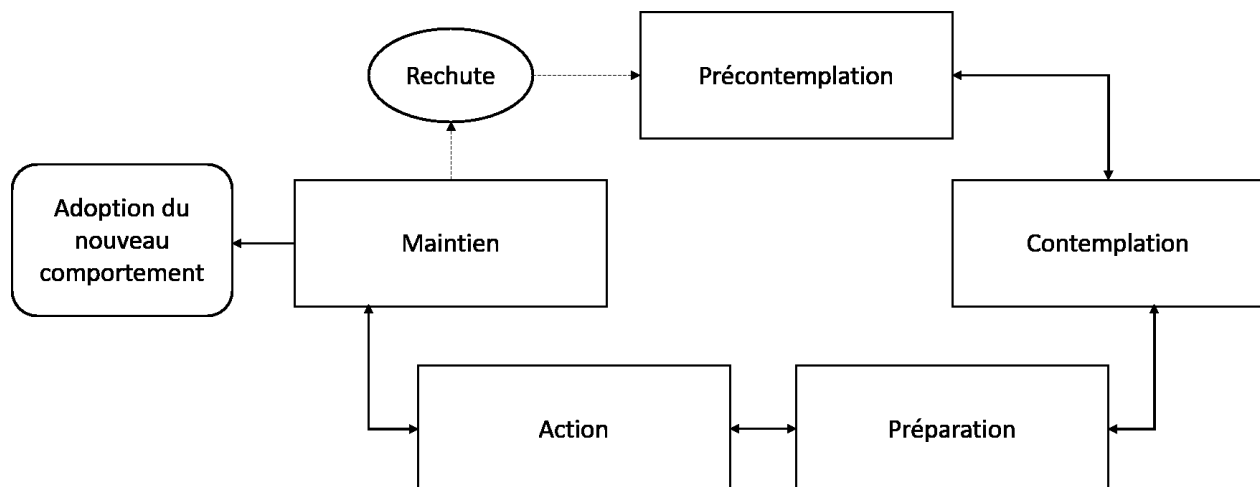 Rechute
Précontemplation
Adoption du
nouveau
comportement
Maintien
Contemplation
Action
Préparation